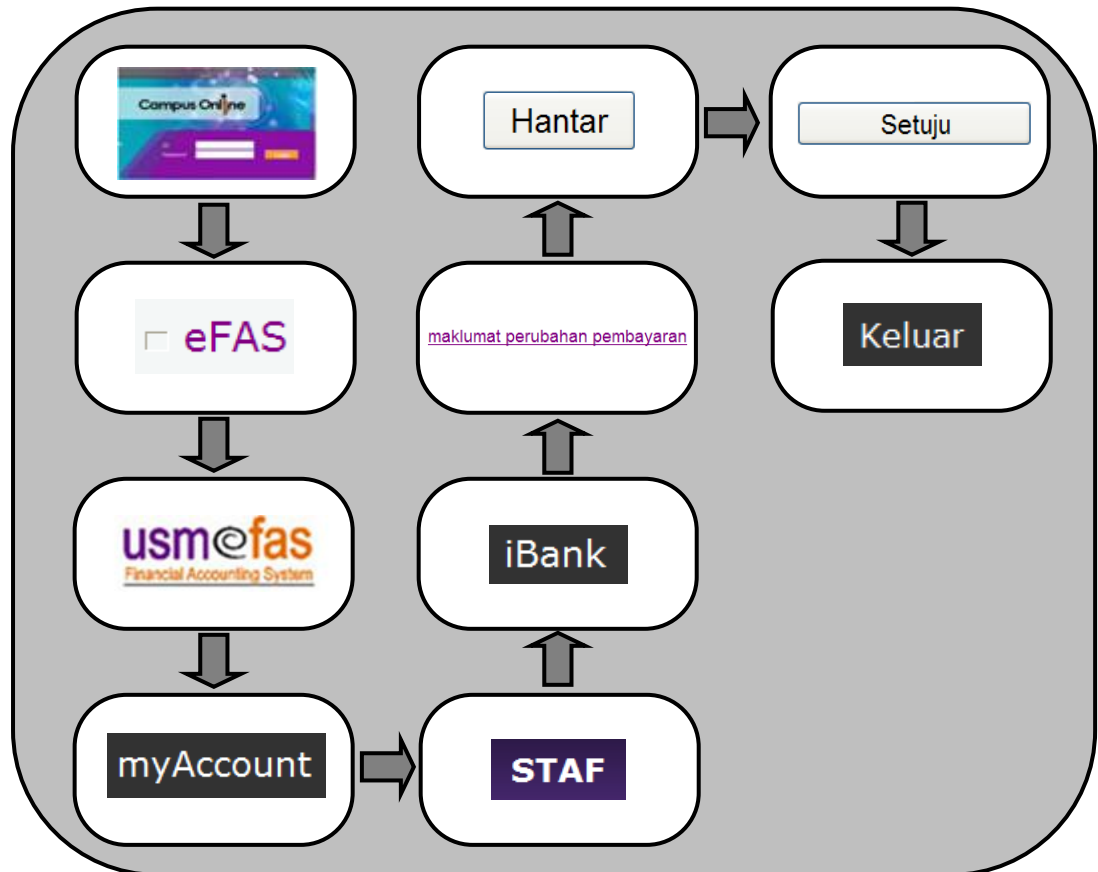 Campus Online
eFAS
usmefas
Financial Accounting System
myAccount
STAF
iBank
maklumat perubahan pembayaran
Hantar
Setuju
Keluar